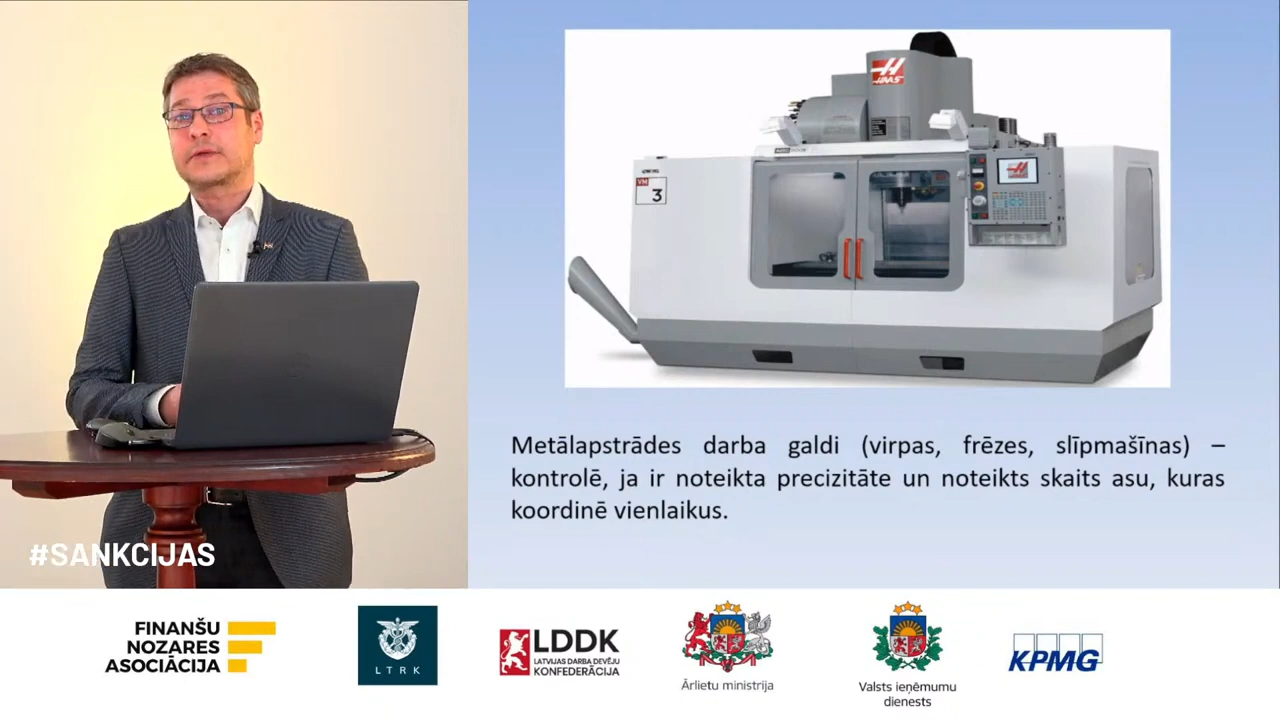 HAAS
VM
3
Metālapstrādes darba galdi (virpas, frēzes, slīpmašīnas) –
kontrolē, ja ir noteikta precizitāte un noteikts skaits asu, kuras
koordinē vienlaikus.
#SANKCIJAS
FINANŠU
NOZARES
ASOCIĀCIJA
LTRK
LDDK
LATVIJAS DARBA DEVĒJU
KONFEDERĀCIJA
Ārlietu ministrija
Valsts ieņēmumu
dienests
KPMG